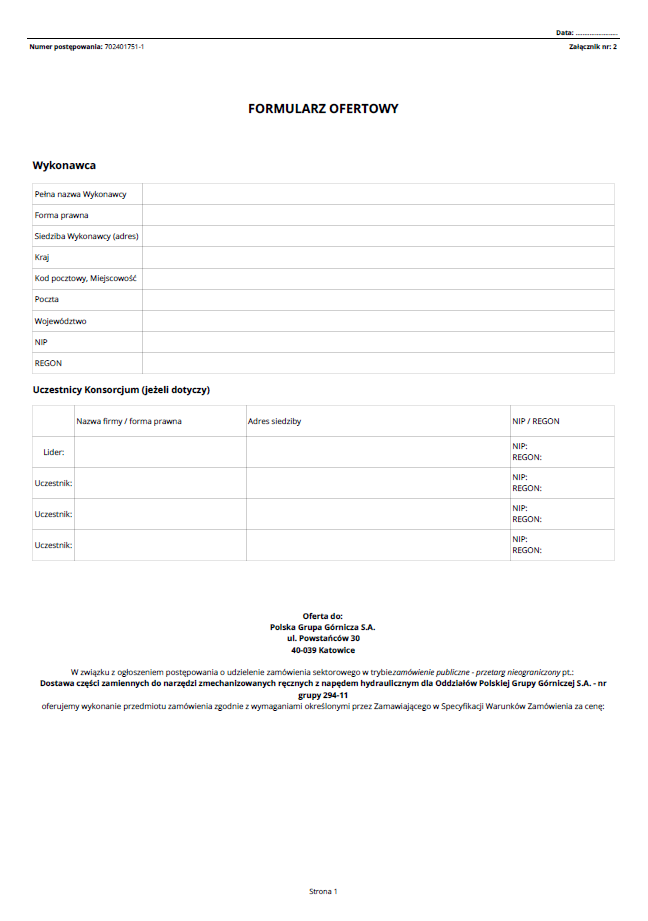 Data: ......................
Numer postępowania: 702401751-1
Załącznik nr: 2
FORMULARZ OFERTOWY
Wykonawca
Pełna nazwa Wykonawcy
Forma prawna
Siedziba Wykonawcy (adres)
Kraj
Kod pocztowy, Miejscowość
Poczta
Województwo
NIP
REGON
Uczestnicy Konsorcjum (jeżeli dotyczy)
Nazwa firmy / forma prawna
Adres siedziby
NIP / REGON
Lider:
NIP:
REGON:
Uczestnik:
NIP:
REGON:
Uczestnik:
NIP:
REGON:
Uczestnik:
NIP:
REGON:
Oferta do:
Polska Grupa Górnicza S.A.
ul. Powstańców 30
40-039 Katowice
W związku z ogłoszeniem postępowania o udzielenie zamówienia sektorowego w trybiezamówienie publiczne - przetarg nieograniczony pt.:
Dostawa części zamiennych do narzędzi zmechanizowanych ręcznych z napędem hydraulicznym dla Oddziałów Polskiej Grupy Górniczej S.A. - nr
grupy 294-11
oferujemy wykonanie przedmiotu zamówienia zgodnie z wymaganiami określonymi przez Zamawiającego w Specyfikacji Warunków Zamówienia za cenę:
Strona 1